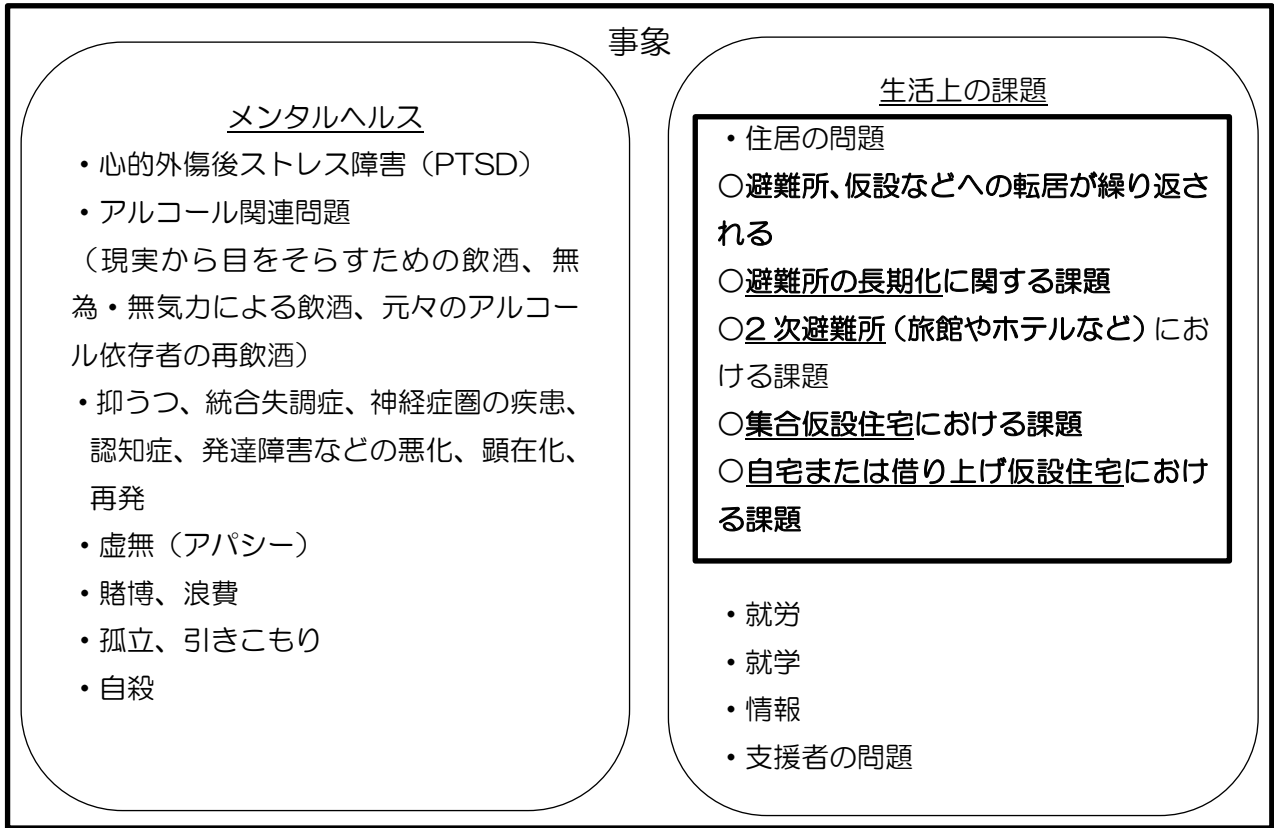 事象
メンタルヘルス
・心的外傷後ストレス障害（PTSD）
・アルコール関連問題
（現実から目をそらすための飲酒、無
為・無気力による飲酒、元々のアルコー
ル依存者の再飲酒）
・抑うつ、統合失調症、神経症圏の疾患、
認知症、発達障害などの悪化、顕在化、
再発
・虚無（アパシー）
・賭博、浪費
・孤立、引きこもり
・自殺
生活上の課題
・住居の問題
○避難所、仮設などへの転居が繰り返さ
れる
○避難所の長期化に関する課題
○2 次避難所（旅館やホテルなど）にお
ける課題
○集合仮設住宅における課題
○自宅または借り上げ仮設住宅におけ
る課題
・就労
・就学
・情報
・支援者の問題